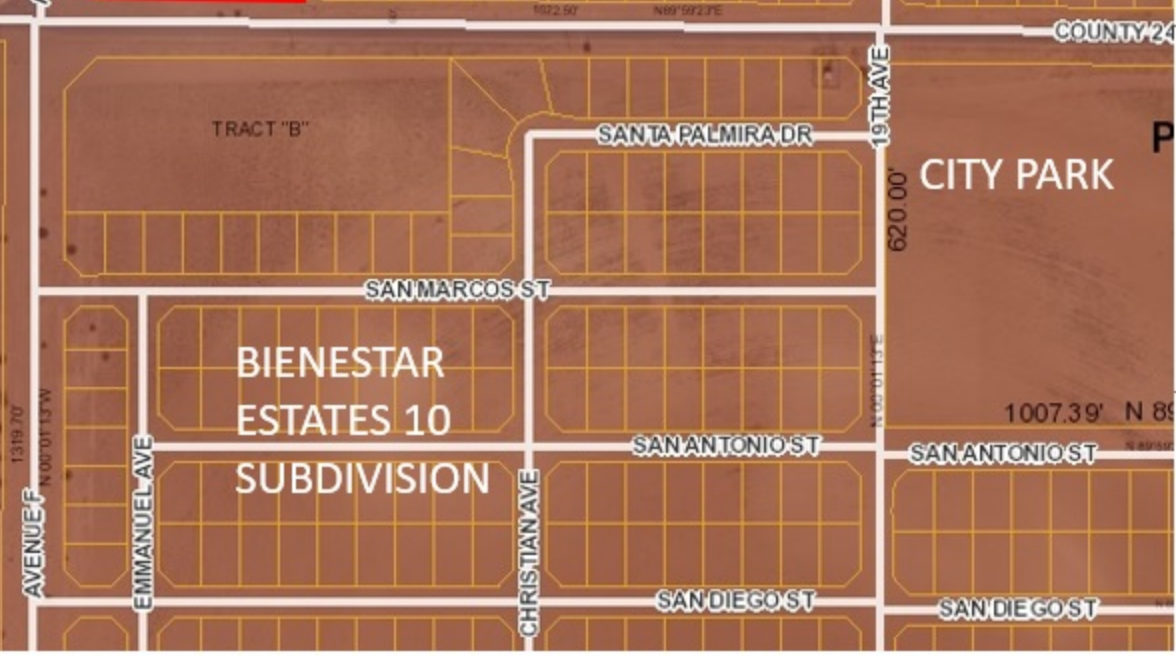 1072.50'
N89°59'23"E
COUNTY 24
TRACT "B"
19TH AVE
SANTA PALMIRA DR
P
CITY PARK
620.00'
SAN MARCOS ST
BIENESTAR
ESTATES 10
SUBDIVISION
N 00°01'13" E
1319.70'
N 00°01'13" W
1007.39' N 89
SAN ANTONIO ST
SAN ANTONIO ST
AVENUE F
EMMANUEL AVE
CHRISTIAN AVE
SAN DIEGO ST
SAN DIEGO ST